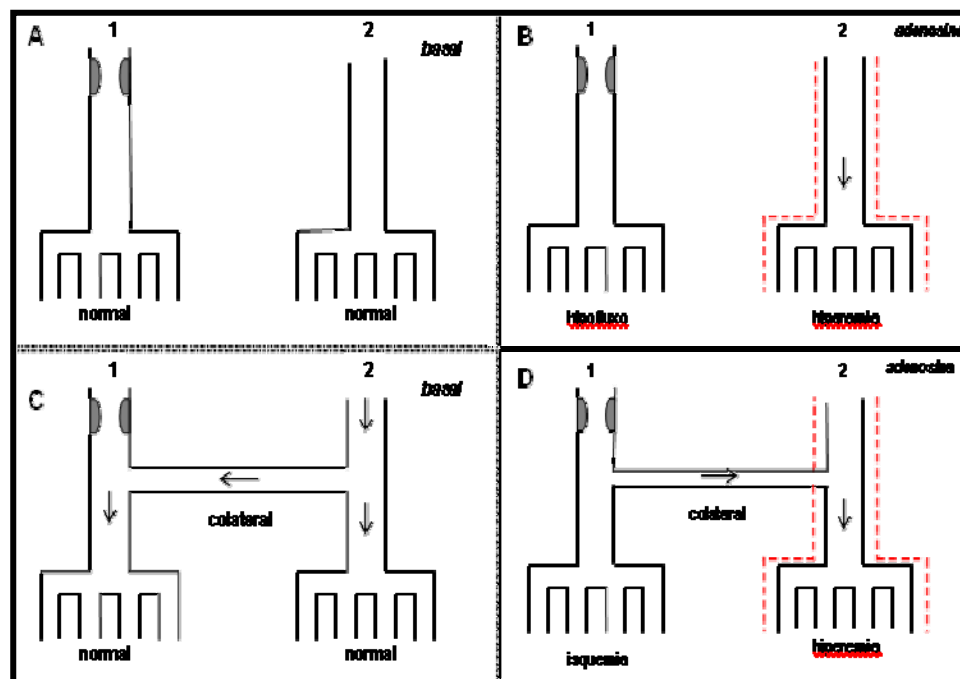 A
1
2
basal
normal
normal
B
1
2
adenosina
hipofluxo
hiperemia
C
1
2
basal
colateral
normal
normal
D
1
2
adenosina
colateral
isquemia
hiperemia